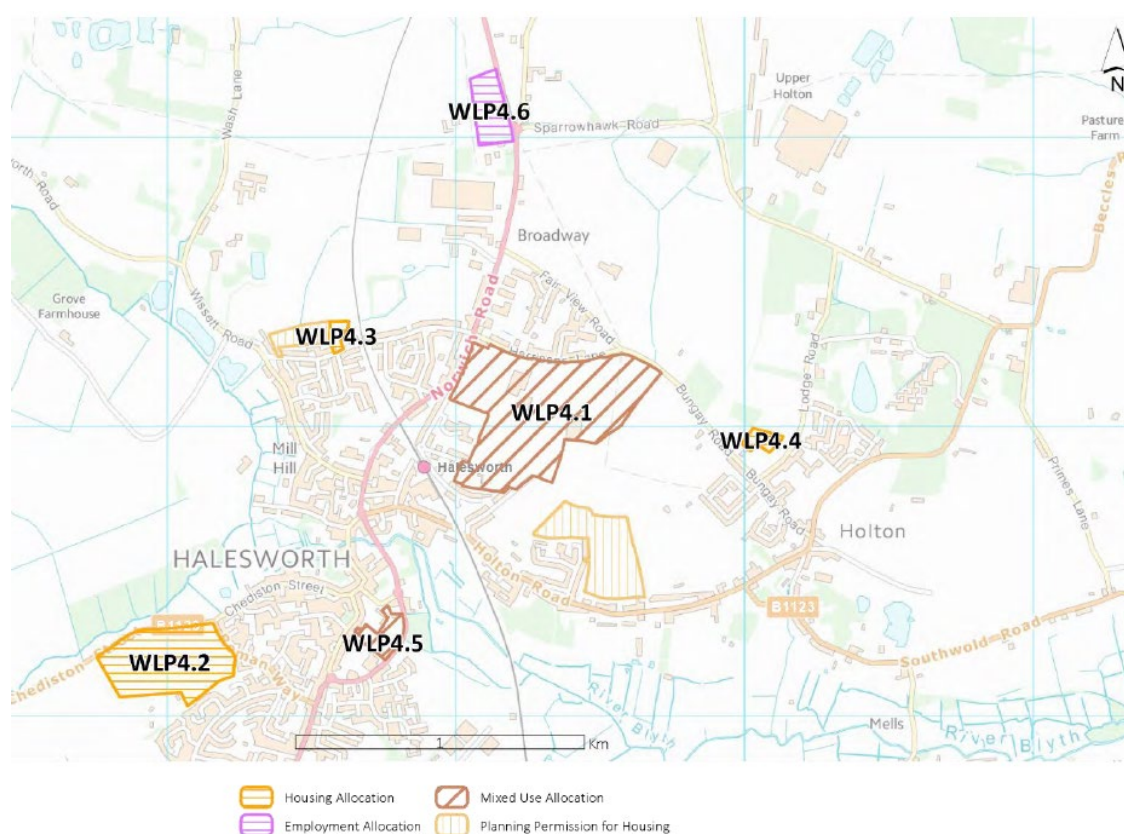 N
Upper
Holton
Pasture
Farm
WLP4.6
Sparrowhawk Road
Wash Lane
Beccles
Road
Broadway
Fair View Road
Grove
Farmhouse
Wissett Road
WLP4.3
Norwich Road
Lodge Road
WLP4.1
Bungay Road
WLP4.4
Mill
Hill
Halesworth
Primes Lane
Bungay Road
Holton
HALESWORTH
Holton Road
Chediston Street
B1123
WLP4.5
WLP4.2
Southwold Road
River
Blyth
Mells
River Blyth
1
Km
Housing Allocation
Mixed Use Allocation
Employment Allocation
Planning Permission for Housing